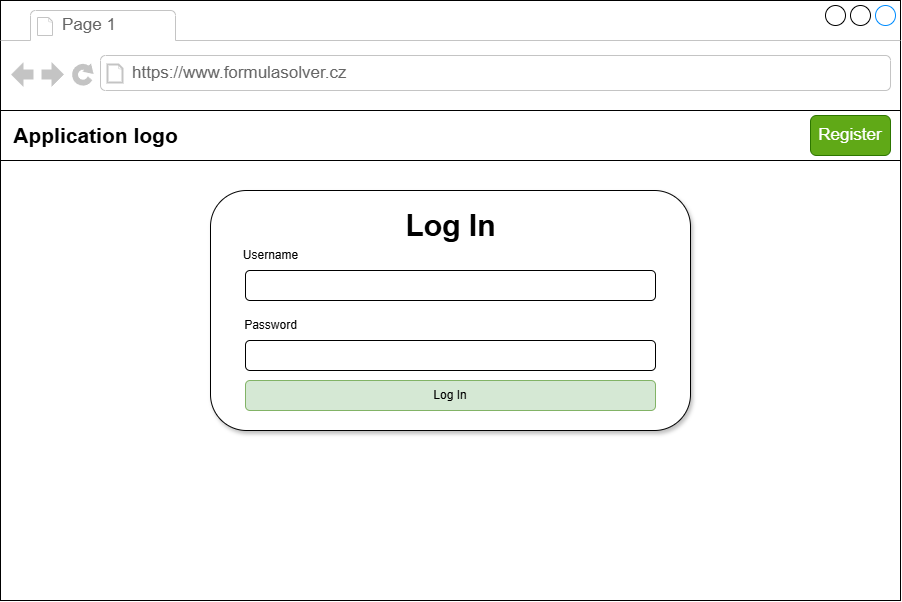 Page 1
https://www.formulasolver.cz
Application logo
Register
Log In
Username
Password
Log In